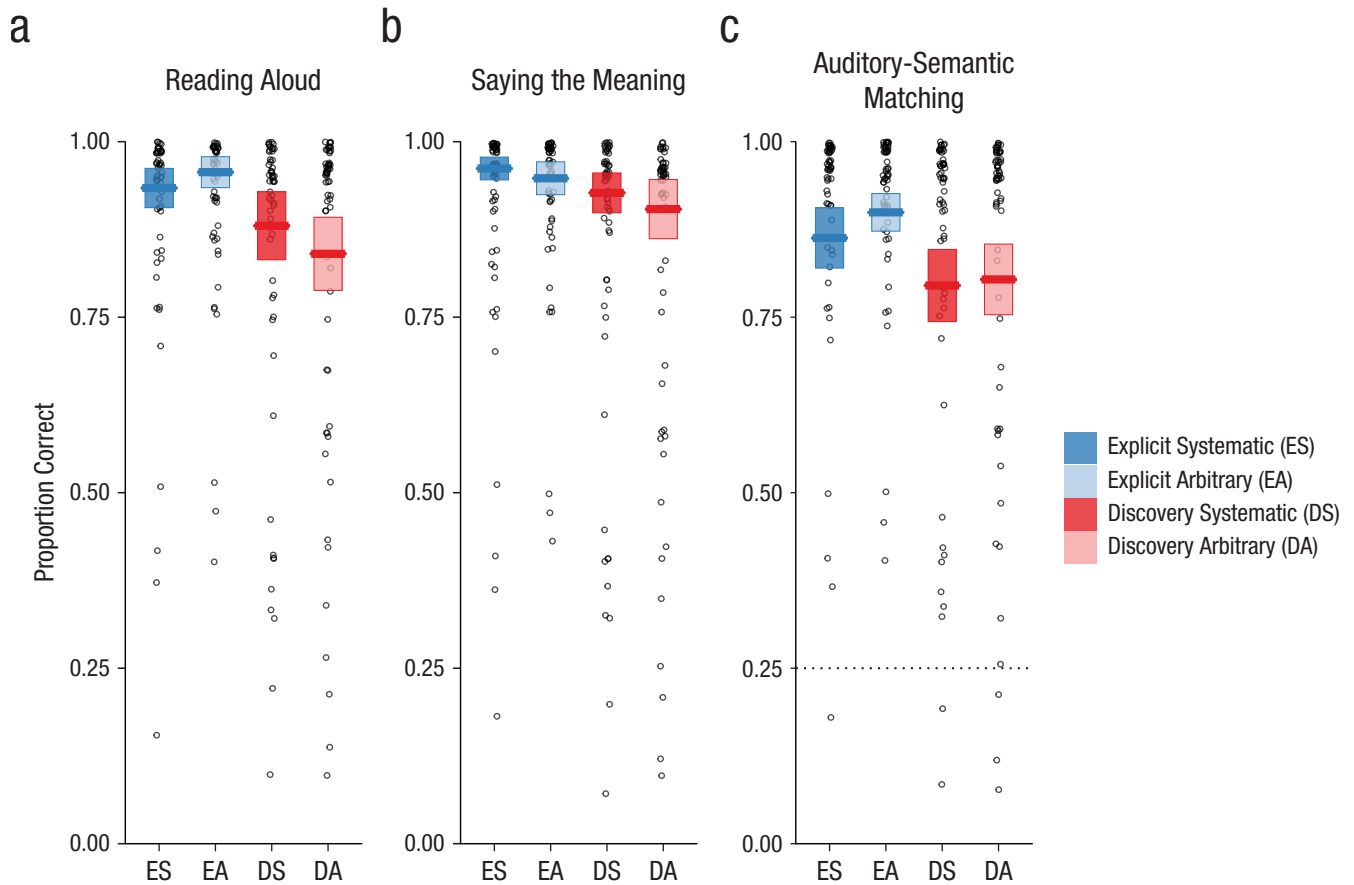 a
Reading Aloud
b
Saying the Meaning
c
Auditory-Semantic
Matching
Proportion Correct
1.00
0.75
0.50
0.25
0.00
ES EA DS DA
1.00
0.75
0.50
0.25
0.00
ES EA DS DA
1.00
0.75
0.50
0.25
0.00
ES EA DS DA
Explicit Systematic (ES)
Explicit Arbitrary (EA)
Discovery Systematic (DS)
Discovery Arbitrary (DA)